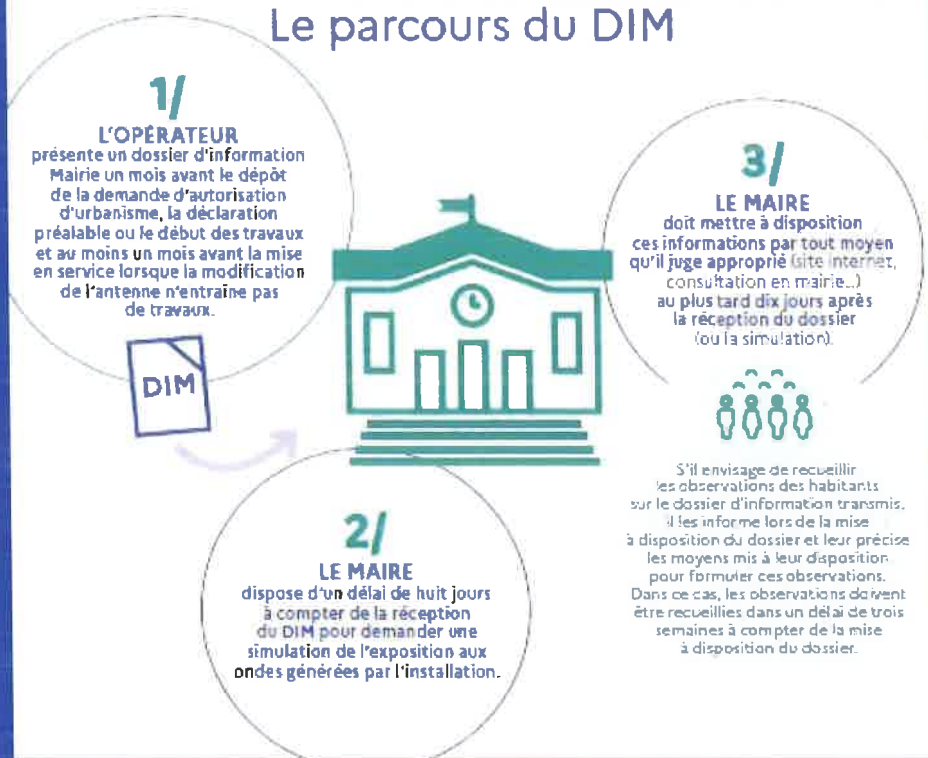 Le parcours du DIM
1/
L'OPÉRATEUR
présente un dossier d'information
Mairie un mois avant le dépôt
de la demande d'autorisation
d'urbanisme, la déclaration
préalable ou le début des travaux
et au moins un mois avant la mise
en service lorsque la modification
de l'antenne n'entraîne pas
de travaux.
DIM
2/
LE MAIRE
dispose d'un délai de huit jours
à compter de la réception
du DIM pour demander une
simulation de l'exposition aux
ondes générées par l'installation.
3/
LE MAIRE
doit mettre à disposition
ces informations par tout moyen
qu'il juge approprié (site internet,
consultation en mairie...)
au plus tard dix jours après
la réception du dossier
(ou la simulation).
S'il envisage de recueillir
les observations des habitants
sur le dossier d'information transmis,
il les informe lors de la mise
à disposition du dossier et leur précise
les moyens mis à leur disposition
pour formuler ces observations.
Dans ce cas, les observations doivent
être recueillies dans un délai de trois
semaines à compter de la mise
à disposition du dossier.